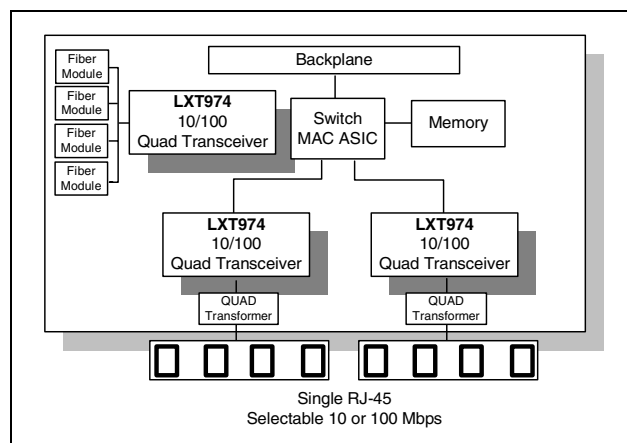 Backplane
Fiber
Module
Fiber
Module
Fiber
Module
Fiber
Module
LXT974
10/100
Quad Transceiver
Switch
MAC ASIC
Memory
LXT974
10/100
Quad Transceiver
LXT974
10/100
Quad Transceiver
QUAD
Transformer
QUAD
Transformer
Single RJ-45
Selectable 10 or 100 Mbps